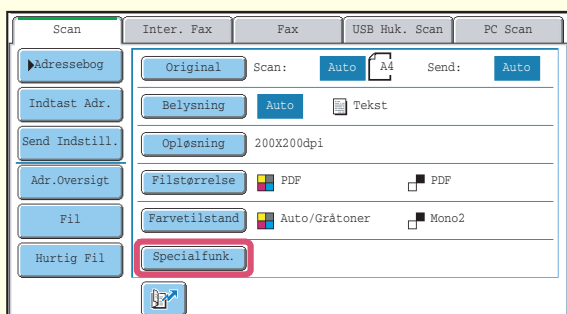 Scan Inter. Fax Fax USB Huk. Scan PC Scan
Adressebog
Indtast Adr.
Send Indstill.
Adr.Oversigt
Fil
Hurtig Fil
Original Scan: Auto A4 Send: Auto
Belysning Auto Tekst
Opløsning 200X200dpi
Filstørrelse PDF PDF
Farvetilstand Auto/Gråtoner Mono2
Specialfunk.